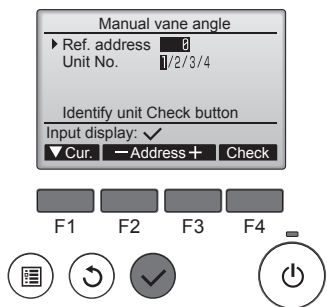 Manual vane angle
Ref. address 0
Unit No. 1/2/3/4
Identify unit Check button
Input display: ✓
▼Cur. －Address＋ Check
F1 F2 F3 F4